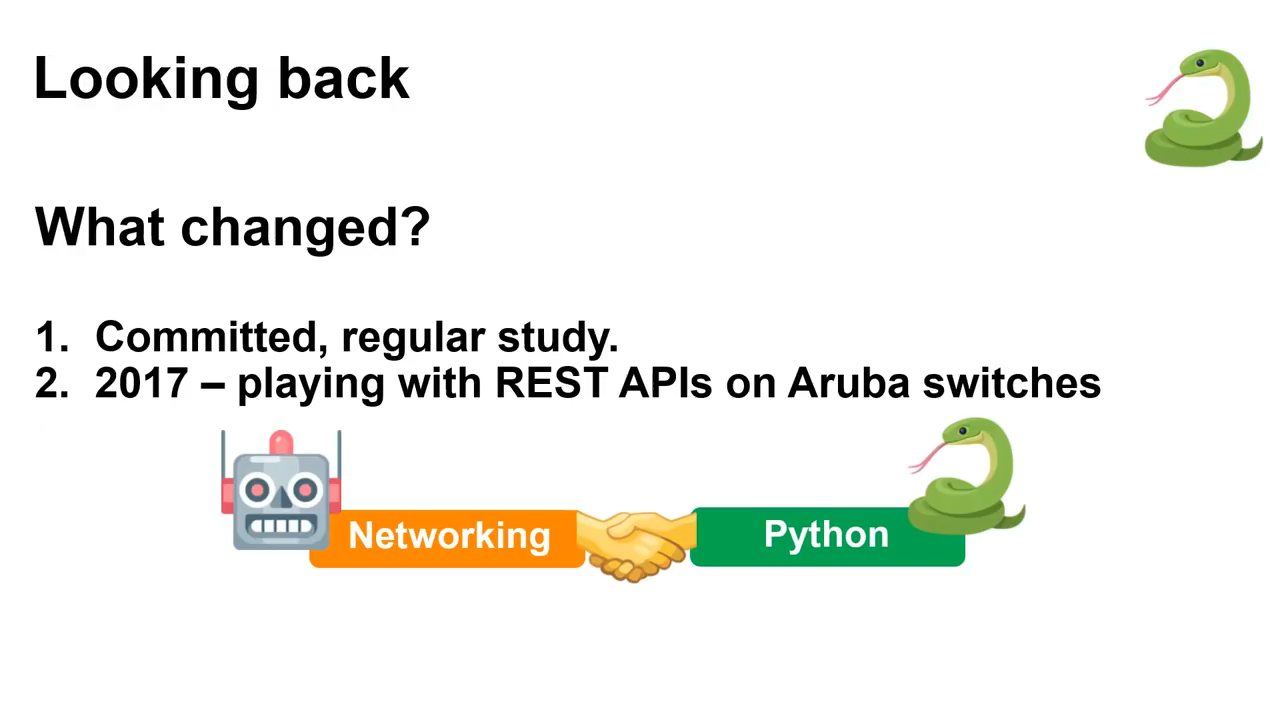 Looking back
What changed?
1. Committed, regular study.
2. 2017 – playing with REST APIs on Aruba switches
Networking
Python